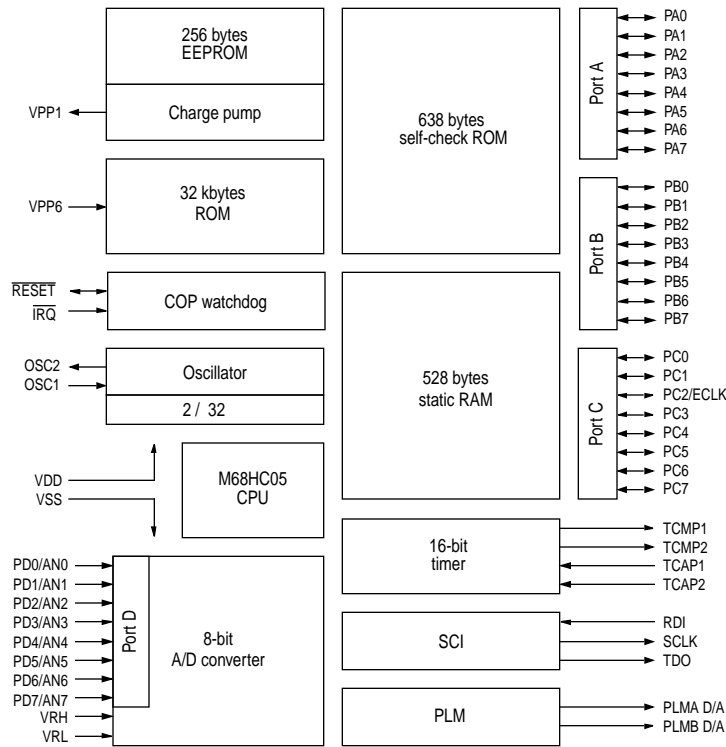 256 bytes
EEPROM
Charge pump
VPP1
32 kbytes
ROM
VPP6
COP watchdog
RESET
IRQ
Oscillator
2 / 32
OSC2
OSC1
M68HC05
CPU
VDD
VSS
PD0/AN0
PD1/AN1
PD2/AN2
PD3/AN3
PD4/AN4
PD5/AN5
PD6/AN6
PD7/AN7
VRH
VRL
Port D
8-bit
A/D converter
638 bytes
self-check ROM
528 bytes
static RAM
16-bit
timer
SCI
PLM
Port A
PA0
PA1
PA2
PA3
PA4
PA5
PA6
PA7
Port B
PB0
PB1
PB2
PB3
PB4
PB5
PB6
PB7
Port C
PC0
PC1
PC2/ECLK
PC3
PC4
PC5
PC6
PC7
TCMP1
TCMP2
TCAP1
TCAP2
RDI
SCLK
TDO
PLMA D/A
PLMB D/A